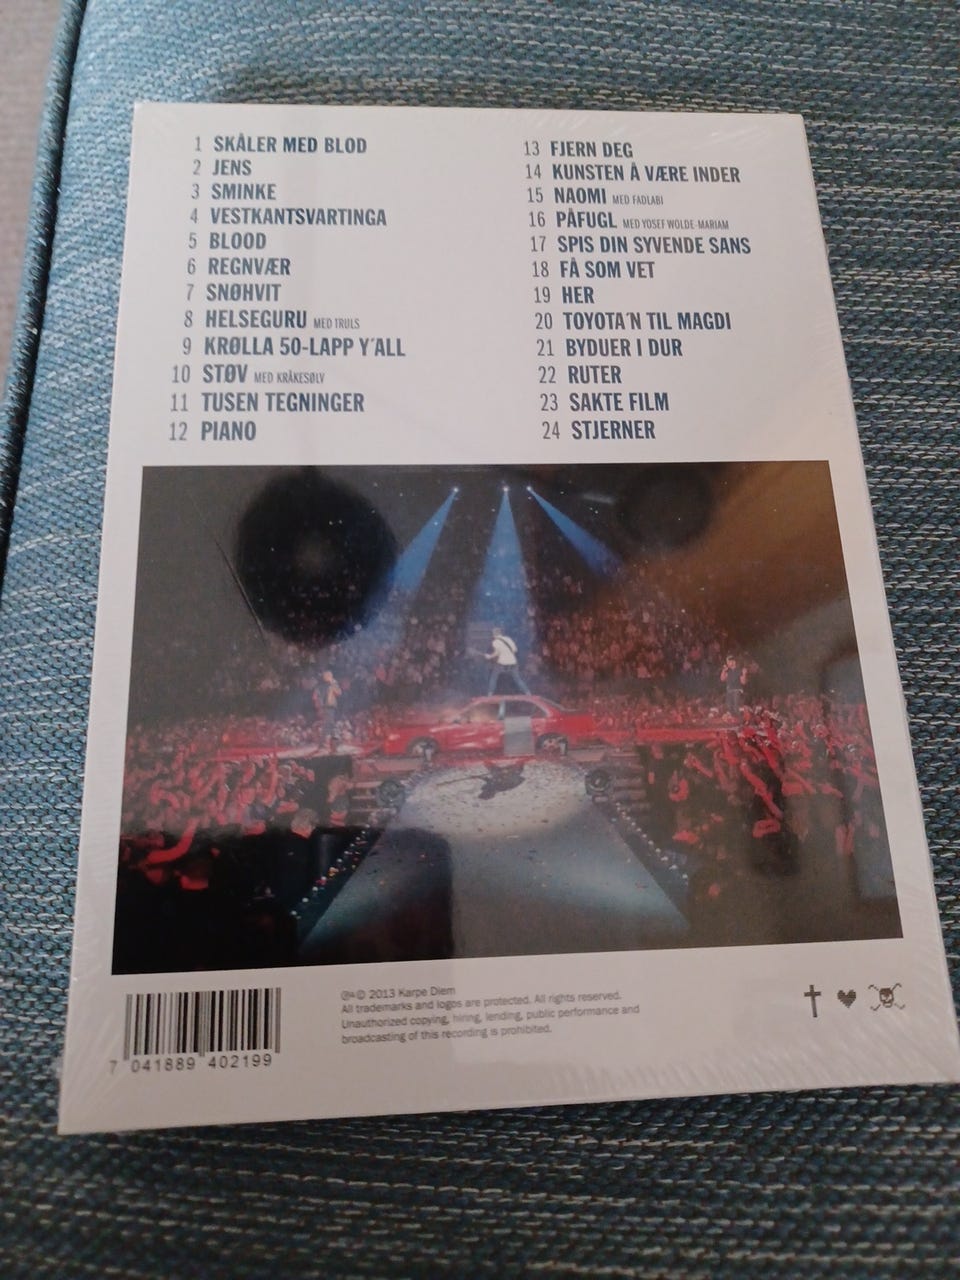 1 SKÅLER MED BLOD
2 JENS
3 SMINKE
4 VESTKANTSVARTINGA
5 BLOOD
6 REGNVÆR
7 SNØHVIT
8 HELSEGURU MED TRULS
9 KRØLLA 50-LAPP Y´ALL
10 STØV MED KRÅKESØLV
11 TUSEN TEGNINGER
12 PIANO
13 FJERN DEG
14 KUNSTEN Å VÆRE INDER
15 NAOMI MED FADLABI
16 PÅFUGL MED YOSEF WOLDE-MARIAM
17 SPIS DIN SYVENDE SANS
18 FÅ SOM VET
19 HER
20 TOYOTA´N TIL MAGDI
21 BYDUER I DUR
22 RUTER
23 SAKTE FILM
24 STJERNER
℗&© 2013 Karpe Diem
All trademarks and logos are protected. All rights reserved.
Unauthorized copying, hiring, lending, public performance and
broadcasting of this recording is prohibited.
7 041889 402199